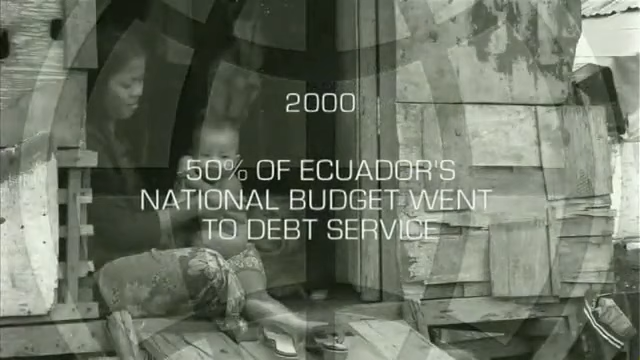 2000
50% OF ECUADOR'S
NATIONAL BUDGET WENT
TO DEBT SERVICE